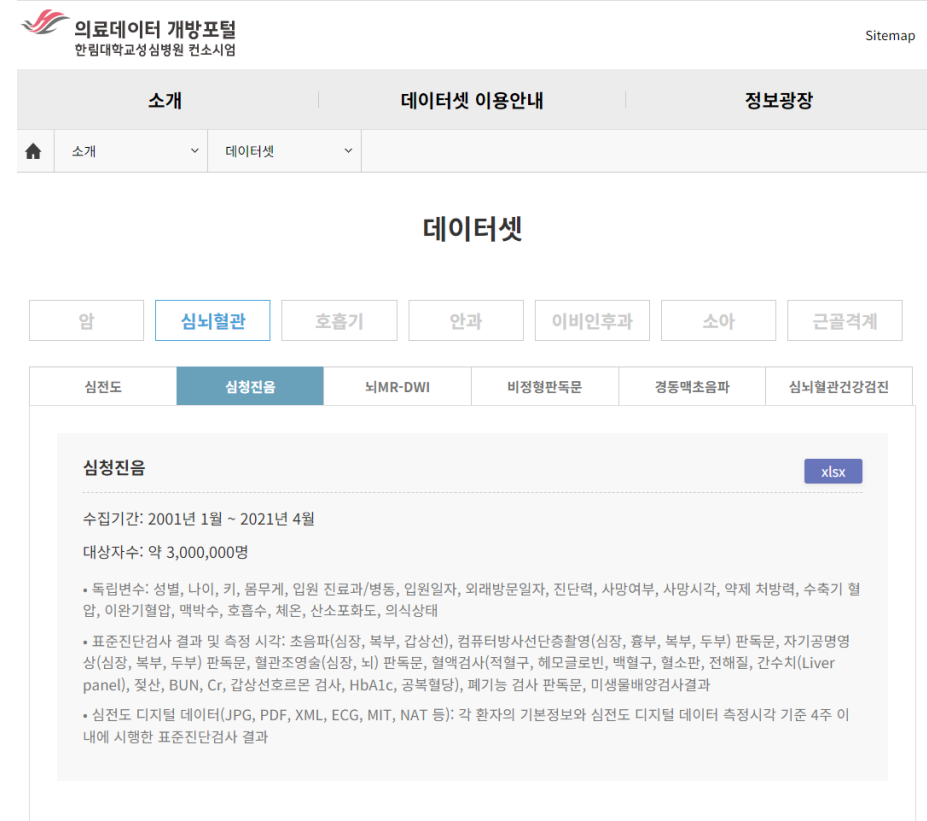 의료데이터 개방포털
한림대학교성심병원 컨소시엄
Sitemap
소개
데이터셋 이용안내
정보광장
소개
데이터셋
데이터셋
암
심뇌혈관
호흡기
안과
이비인후과
소아
근골격계
심전도
심청진음
뇌MR-DWI
비정형판독문
경동맥초음파
심뇌혈관건강검진
심청진음
xlsx
수집기간: 2001년 1월 ~ 2021년 4월
대상자수: 약 3,000,000명
• 독립변수: 성별, 나이, 키, 몸무게, 입원 진료과/병동, 입원일자, 외래방문일자, 진단력, 사망여부, 사망시각, 약제 처방력, 수축기 혈
압, 이완기혈압, 맥박수, 호흡수, 체온, 산소포화도, 의식상태
• 표준진단검사 결과 및 측정 시각: 초음파(심장, 복부, 갑상선), 컴퓨터방사선단층촬영(심장, 흉부, 복부, 두부) 판독문, 자기공명영
상(심장, 복부, 두부) 판독문, 혈관조영술(심장, 뇌) 판독문, 혈액검사(적혈구, 헤모글로빈, 백혈구, 혈소판, 전해질, 간수치(Liver
panel), 젖산, BUN, Cr, 갑상선호르몬 검사, HbA1c, 공복혈당), 폐기능 검사 판독문, 미생물배양검사결과
• 심전도 디지털 데이터(JPG, PDF, XML, ECG, MIT, NAT 등): 각 환자의 기본정보와 심전도 디지털 데이터 측정시각 기준 4주 이
내에 시행한 표준진단검사 결과